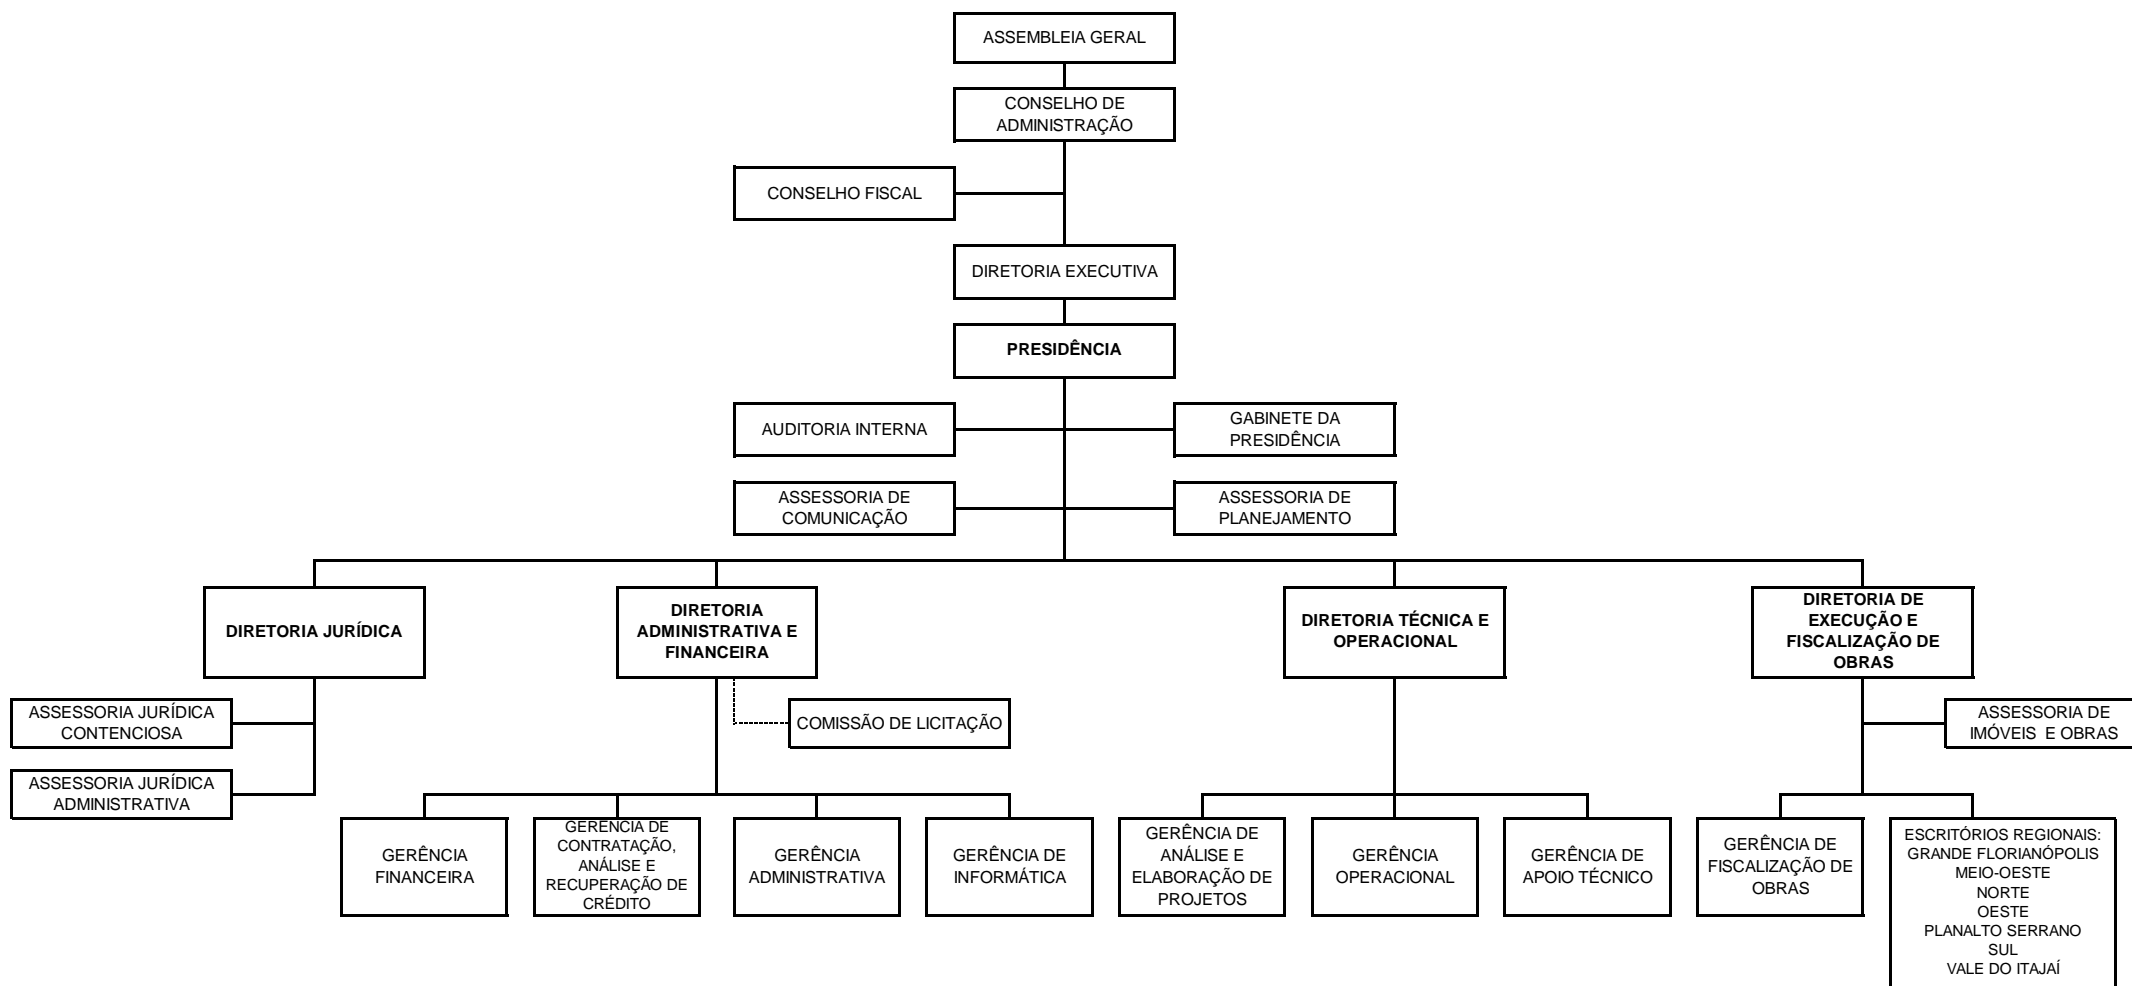 ASSEMBLEIA GERAL
CONSELHO DE
ADMINISTRAÇÃO
CONSELHO FISCAL
DIRETORIA EXECUTIVA
PRESIDÊNCIA
AUDITORIA INTERNA
GABINETE DA
PRESIDÊNCIA
ASSESSORIA DE
COMUNICAÇÃO
ASSESSORIA DE
PLANEJAMENTO
DIRETORIA JURÍDICA
DIRETORIA
ADMINISTRATIVA E
FINANCEIRA
DIRETORIA TÉCNICA E
OPERACIONAL
DIRETORIA DE
EXECUÇÃO E
FISCALIZAÇÃO DE
OBRAS
ASSESSORIA JURÍDICA
CONTENCIOSA
COMISSÃO DE LICITAÇÃO
ASSESSORIA DE
IMÓVEIS  E OBRAS
ASSESSORIA JURÍDICA
ADMINISTRATIVA
GERÊNCIA
FINANCEIRA
GERÊNCIA DE
CONTRATAÇÃO,
ANÁLISE E
RECUPERAÇÃO DE
CRÉDITO
GERÊNCIA
ADMINISTRATIVA
GERÊNCIA DE
INFORMÁTICA
GERÊNCIA DE
ANÁLISE E
ELABORAÇÃO DE
PROJETOS
GERÊNCIA
OPERACIONAL
GERÊNCIA DE
APOIO TÉCNICO
GERÊNCIA DE
FISCALIZAÇÃO DE
OBRAS
ESCRITÓRIOS REGIONAIS:
GRANDE FLORIANÓPOLIS
MEIO-OESTE
NORTE
OESTE
PLANALTO SERRANO
SUL
VALE DO ITAJAÍ